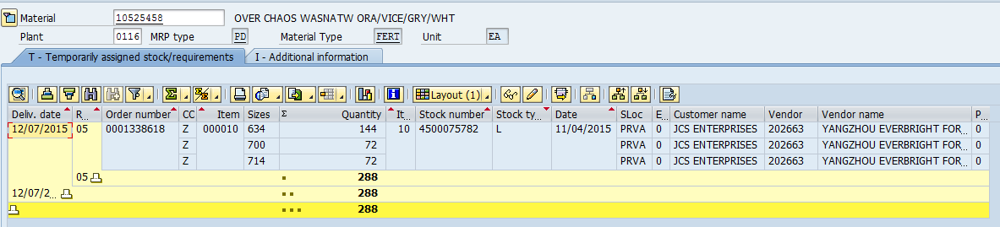 Material 10525458 OVER CHAOS WASNATW ORA/VICE/GRY/WHT
Plant 0116 MRP type PD Material Type FERT Unit EA
T - Temporarily assigned stock/requirements I - Additional information
Layout (1)
Deliv. date R... Order number CC Item Sizes Σ Quantity It... Stock number Stock ty... Date SLoc E... Customer name Vendor Vendor name P...
12/07/2015 05 0001338618 Z 000010 634 144 10 4500075782 L 11/04/2015 PRVA 0 JCS ENTERPRISES 202663 YANGZHOU EVERBRIGHT FOR... 0
Z 700 72 PRVA 0 JCS ENTERPRISES 202663 YANGZHOU EVERBRIGHT FOR... 0
Z 714 72 PRVA 0 JCS ENTERPRISES 202663 YANGZHOU EVERBRIGHT FOR... 0
05 288
12/07/2... 288
288